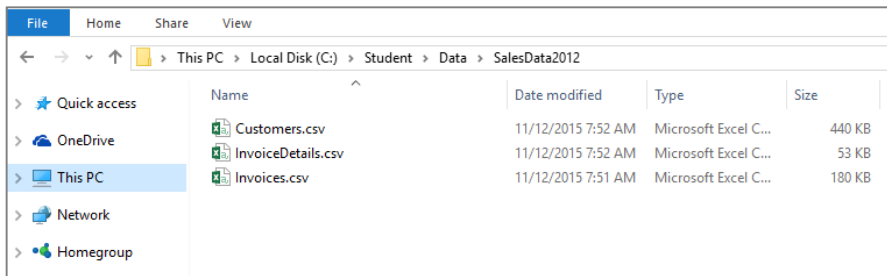 File Home Share View
This PC > Local Disk (C:) > Student > Data > SalesData2012
Quick access
OneDrive
This PC
Network
Homegroup
Name Date modified Type Size
Customers.csv 11/12/2015 7:52 AM Microsoft Excel C... 440 KB
InvoiceDetails.csv 11/12/2015 7:52 AM Microsoft Excel C... 53 KB
Invoices.csv 11/12/2015 7:51 AM Microsoft Excel C... 180 KB